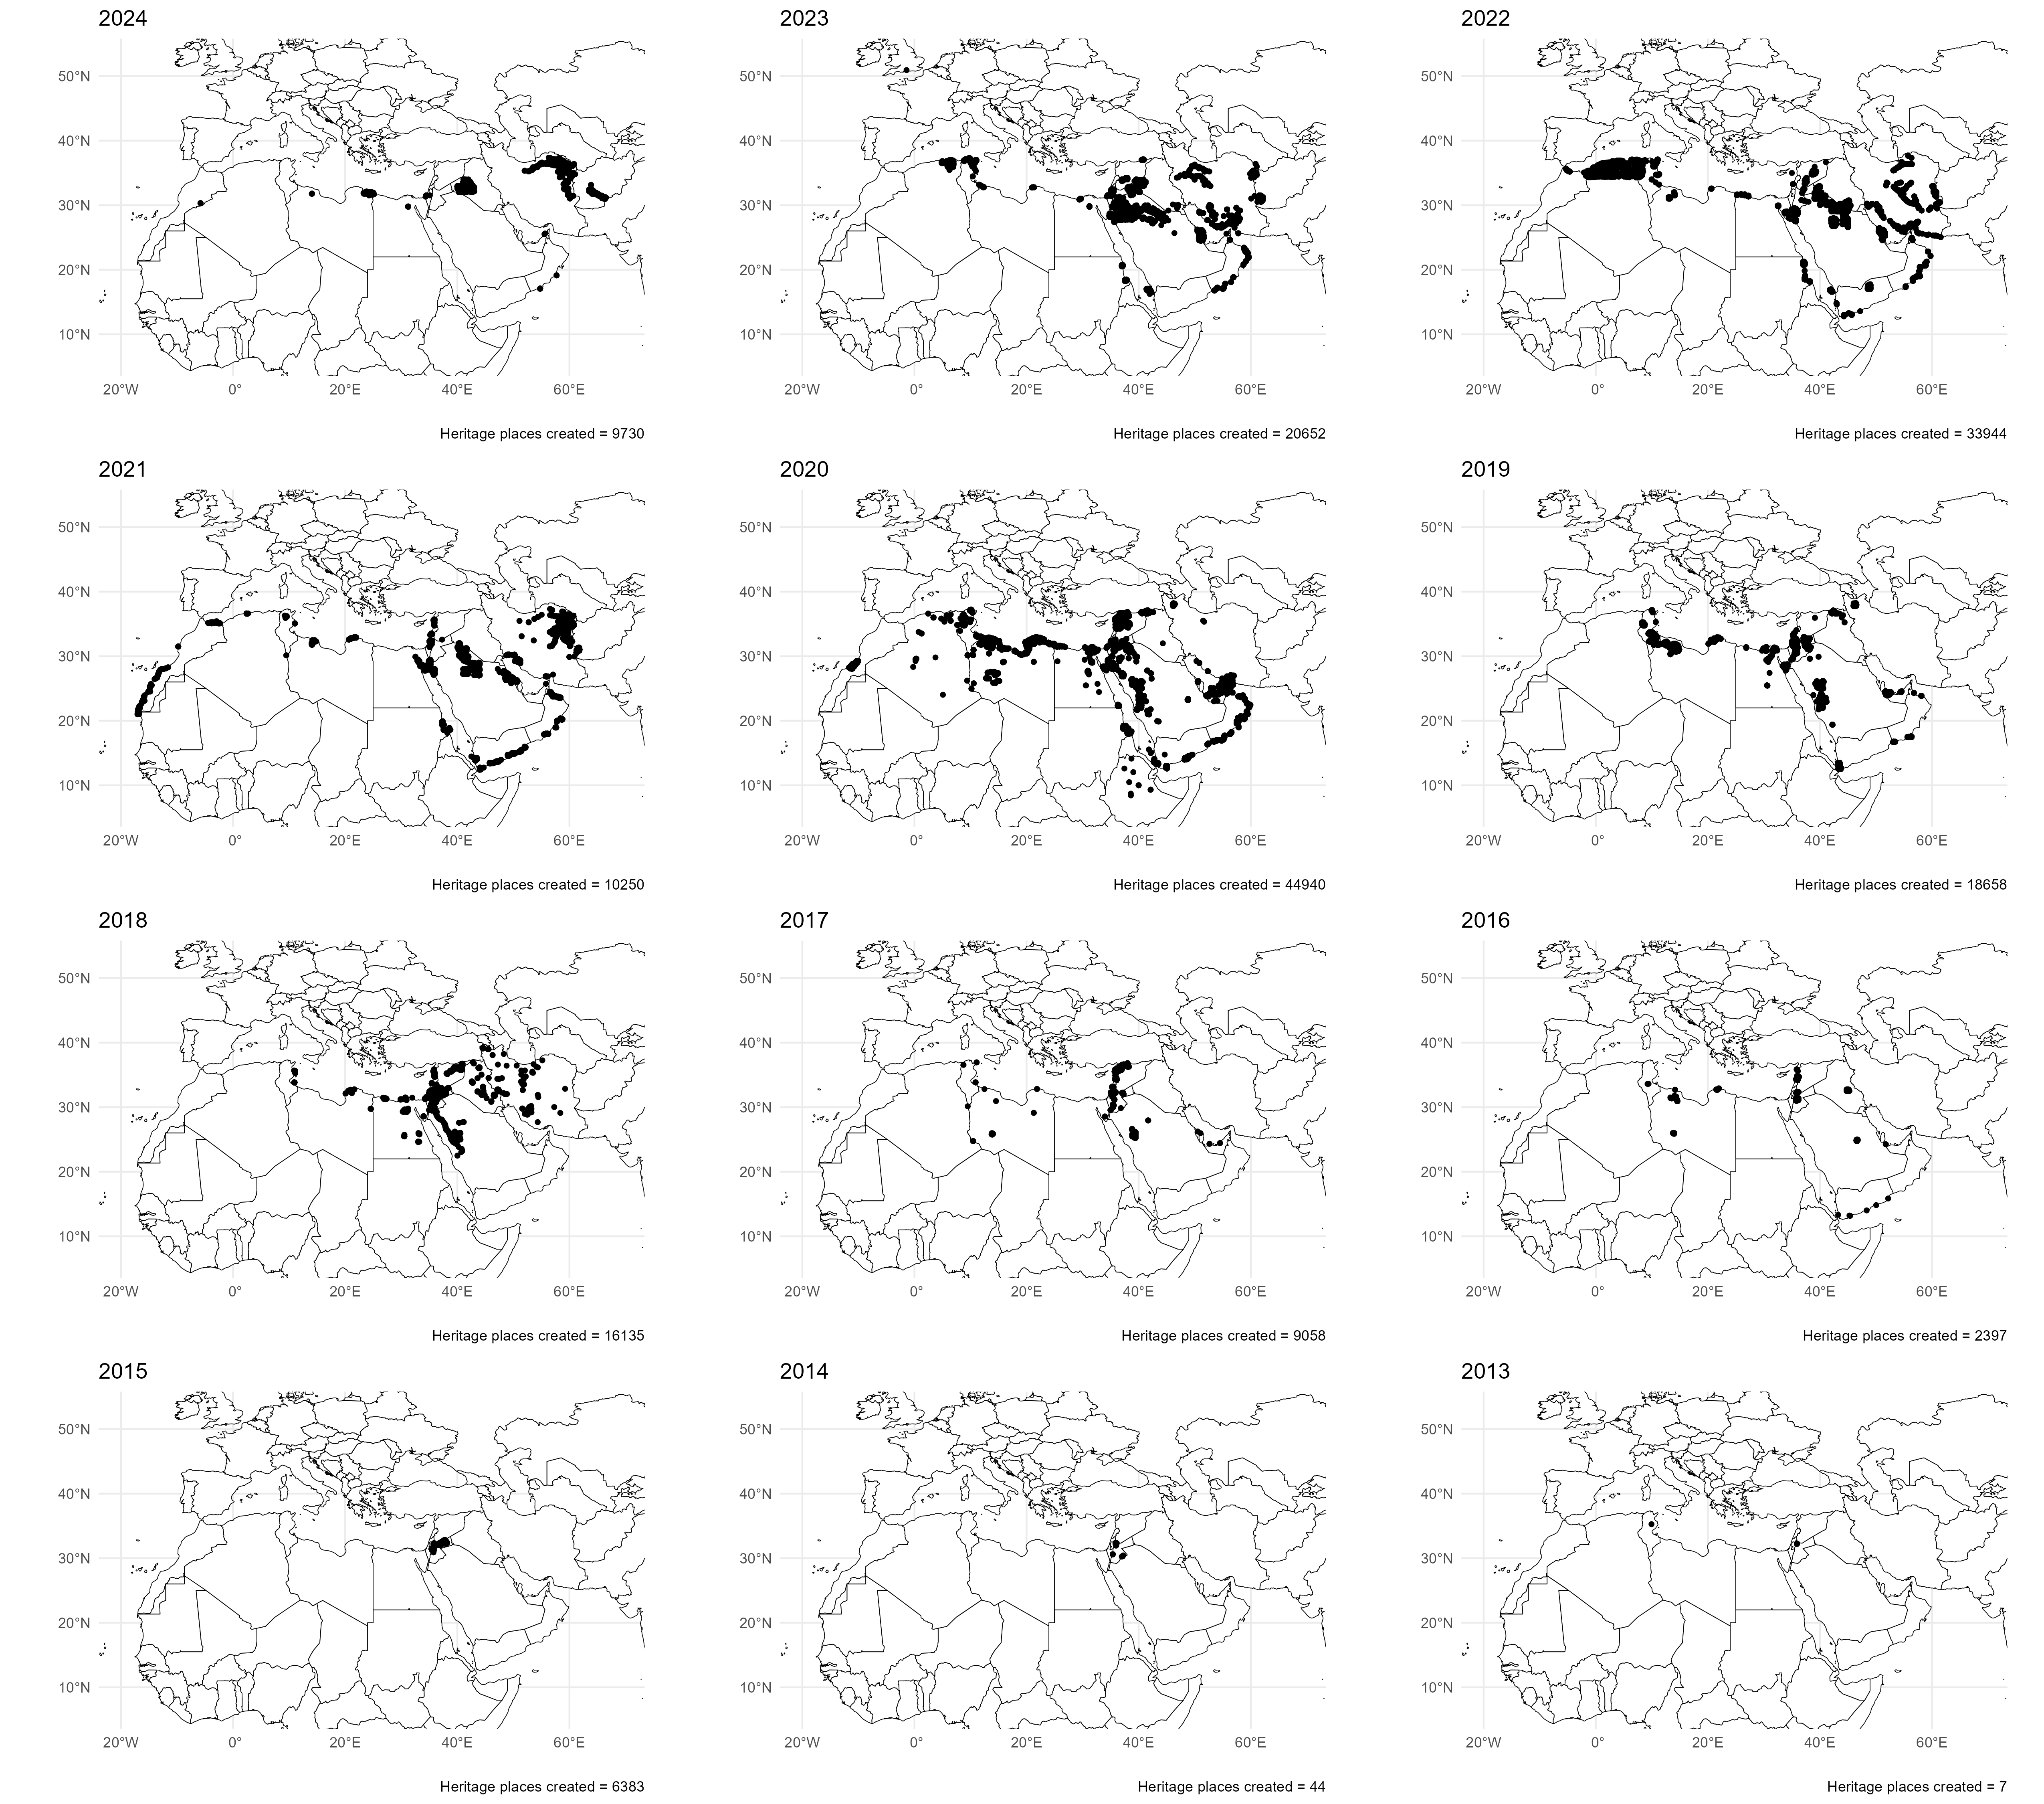 2024
2023
2022
50°N
40°N
30°N
20°N
10°N
20°W 0° 20°E 40°E 60°E
50°N
40°N
30°N
20°N
10°N
20°W 0° 20°E 40°E 60°E
50°N
40°N
30°N
20°N
10°N
20°W 0° 20°E 40°E 60°E
Heritage places created = 9730
Heritage places created = 20652
Heritage places created = 33944
2021
2020
2019
50°N
40°N
30°N
20°N
10°N
20°W 0° 20°E 40°E 60°E
50°N
40°N
30°N
20°N
10°N
20°W 0° 20°E 40°E 60°E
50°N
40°N
30°N
20°N
10°N
20°W 0° 20°E 40°E 60°E
Heritage places created = 10250
Heritage places created = 44940
Heritage places created = 18658
2018
2017
2016
50°N
40°N
30°N
20°N
10°N
20°W 0° 20°E 40°E 60°E
50°N
40°N
30°N
20°N
10°N
20°W 0° 20°E 40°E 60°E
50°N
40°N
30°N
20°N
10°N
20°W 0° 20°E 40°E 60°E
Heritage places created = 16135
Heritage places created = 9058
Heritage places created = 2397
2015
2014
2013
50°N
40°N
30°N
20°N
10°N
20°W 0° 20°E 40°E 60°E
50°N
40°N
30°N
20°N
10°N
20°W 0° 20°E 40°E 60°E
50°N
40°N
30°N
20°N
10°N
20°W 0° 20°E 40°E 60°E
Heritage places created = 6383
Heritage places created = 44
Heritage places created = 7